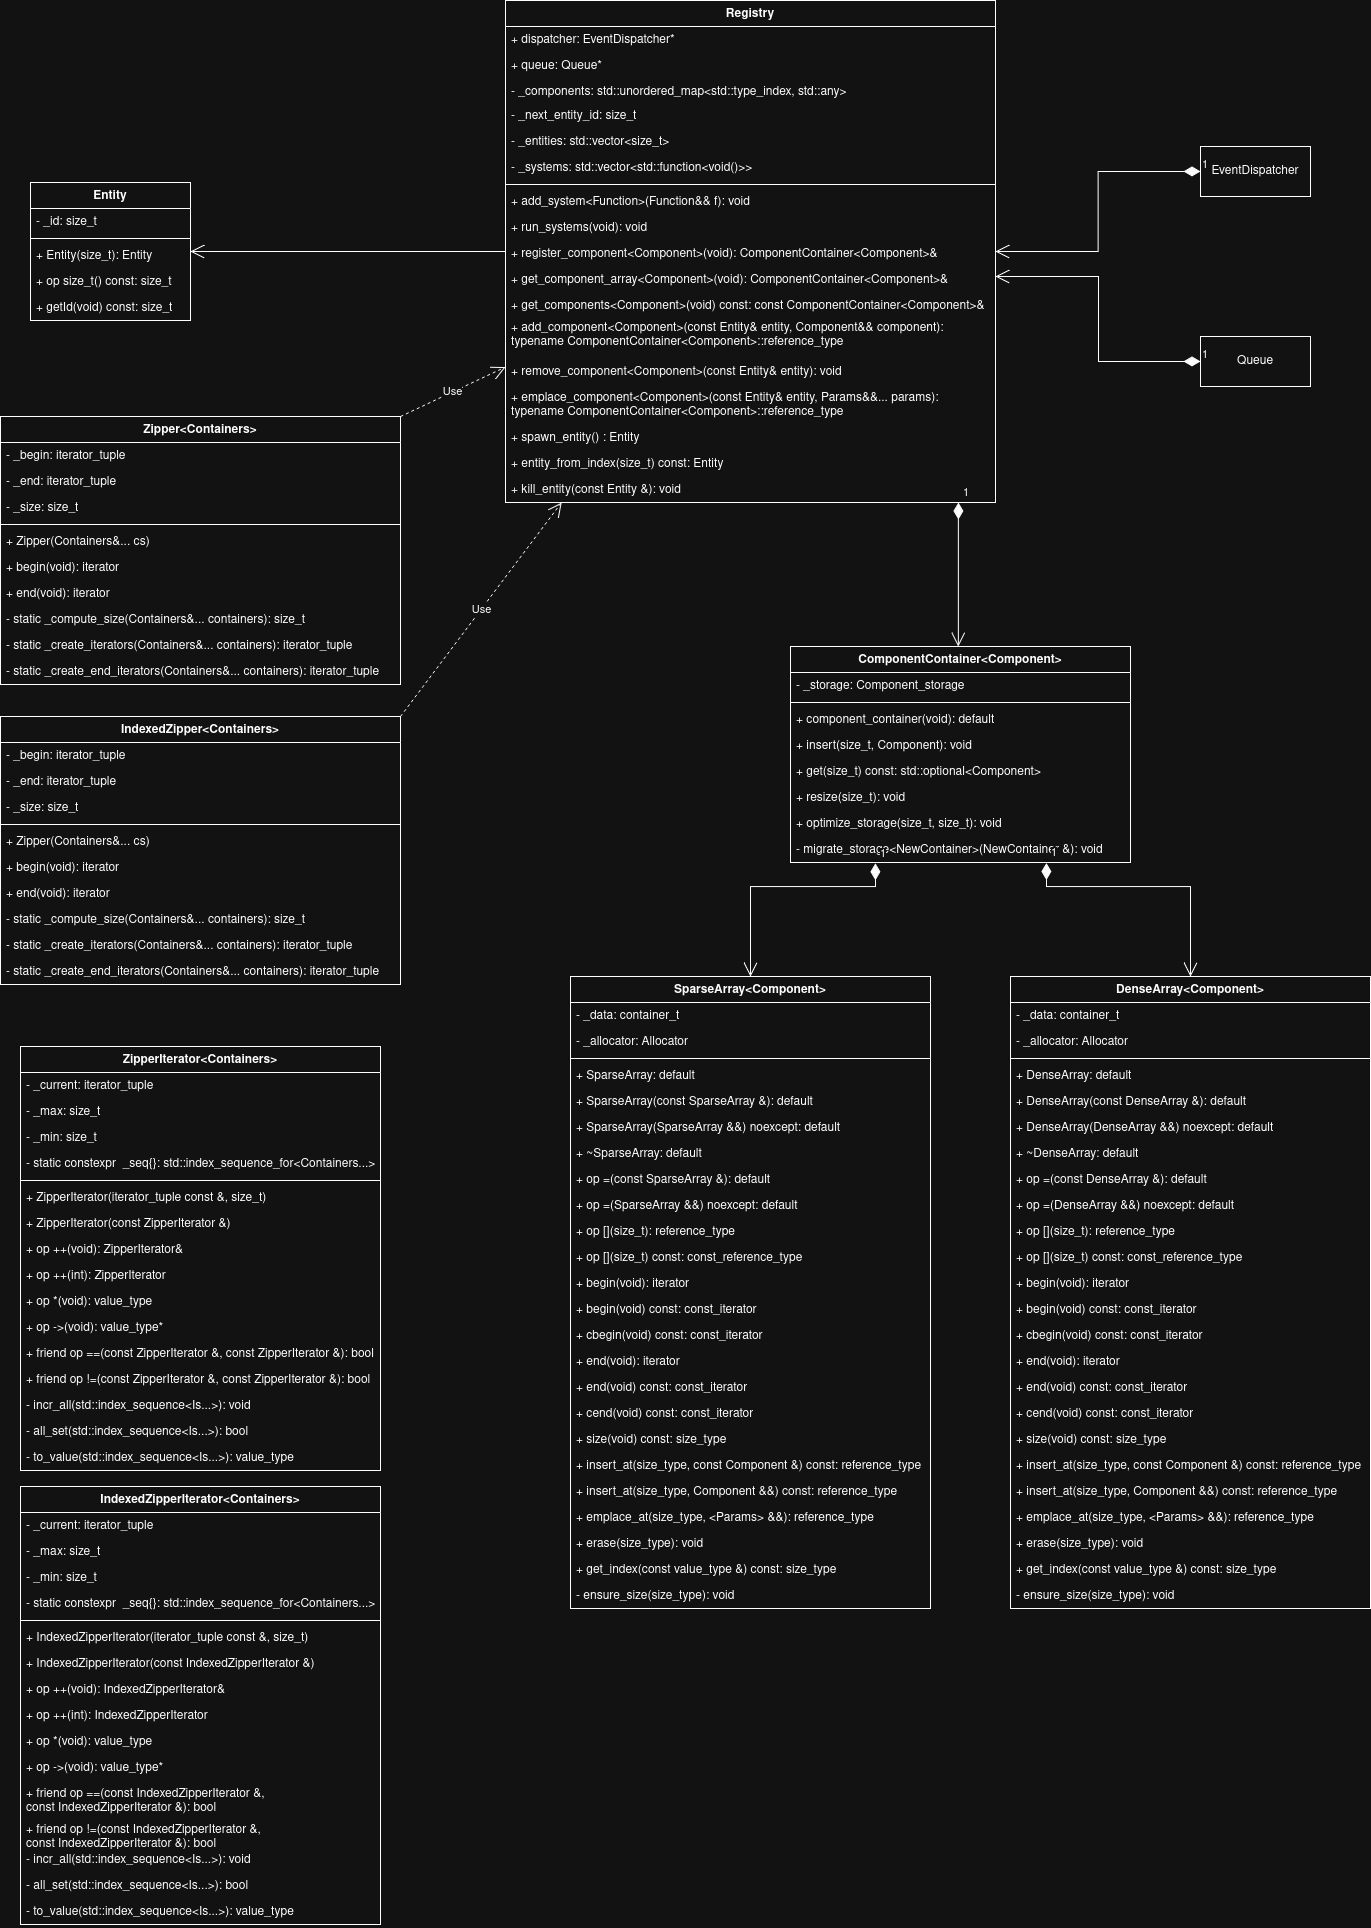 Registry
+ dispatcher: EventDispatcher*
+ queue: Queue*
- _components: std::unordered_map<std::type_index, std::any>
- _next_entity_id: size_t
- _entities: std::vector<size_t>
- _systems: std::vector<std::function<void()>>
+ add_system<Function>(Function&& f): void
+ run_systems(void): void
+ register_component<Component>(void): ComponentContainer<Component>&
+ get_component_array<Component>(void): ComponentContainer<Component>&
+ get_components<Component>(void) const: const ComponentContainer<Component>&
+ add_component<Component>(const Entity& entity, Component&& component):
typename ComponentContainer<Component>::reference_type
+ remove_component<Component>(const Entity& entity): void
+ emplace_component<Component>(const Entity& entity, Params&&... params):
typename ComponentContainer<Component>::reference_type
+ spawn_entity() : Entity
+ entity_from_index(size_t) const: Entity
+ kill_entity(const Entity &): void
1
1
EventDispatcher
1
Queue
Entity
- _id: size_t
+ Entity(size_t): Entity
+ op size_t() const: size_t
+ getId(void) const: size_t
Use
Zipper<Containers>
- _begin: iterator_tuple
- _end: iterator_tuple
- _size: size_t
+ Zipper(Containers&... cs)
+ begin(void): iterator
+ end(void): iterator
- static _compute_size(Containers&... containers): size_t
- static _create_iterators(Containers&... containers): iterator_tuple
- static _create_end_iterators(Containers&... containers): iterator_tuple
Use
IndexedZipper<Containers>
- _begin: iterator_tuple
- _end: iterator_tuple
- _size: size_t
+ Zipper(Containers&... cs)
+ begin(void): iterator
+ end(void): iterator
- static _compute_size(Containers&... containers): size_t
- static _create_iterators(Containers&... containers): iterator_tuple
- static _create_end_iterators(Containers&... containers): iterator_tuple
ComponentContainer<Component>
- _storage: Component_storage
+ component_container(void): default
+ insert(size_t, Component): void
+ get(size_t) const: std::optional<Component>
+ resize(size_t): void
+ optimize_storage(size_t, size_t): void
- migrate_storage<NewContainer>(NewContainer &): void
1
1
SparseArray<Component>
- _data: container_t
- _allocator: Allocator
+ SparseArray: default
+ SparseArray(const SparseArray &): default
+ SparseArray(SparseArray &&) noexcept: default
+ ~SparseArray: default
+ op =(const SparseArray &): default
+ op =(SparseArray &&) noexcept: default
+ op [](size_t): reference_type
+ op [](size_t) const: const_reference_type
+ begin(void): iterator
+ begin(void) const: const_iterator
+ cbegin(void) const: const_iterator
+ end(void): iterator
+ end(void) const: const_iterator
+ cend(void) const: const_iterator
+ size(void) const: size_type
+ insert_at(size_type, const Component &) const: reference_type
+ insert_at(size_type, Component &&) const: reference_type
+ emplace_at(size_type, <Params> &&): reference_type
+ erase(size_type): void
+ get_index(const value_type &) const: size_type
- ensure_size(size_type): void
DenseArray<Component>
- _data: container_t
- _allocator: Allocator
+ DenseArray: default
+ DenseArray(const DenseArray &): default
+ DenseArray(DenseArray &&) noexcept: default
+ ~DenseArray: default
+ op =(const DenseArray &): default
+ op =(DenseArray &&) noexcept: default
+ op [](size_t): reference_type
+ op [](size_t) const: const_reference_type
+ begin(void): iterator
+ begin(void) const: const_iterator
+ cbegin(void) const: const_iterator
+ end(void): iterator
+ end(void) const: const_iterator
+ cend(void) const: const_iterator
+ size(void) const: size_type
+ insert_at(size_type, const Component &) const: reference_type
+ insert_at(size_type, Component &&) const: reference_type
+ emplace_at(size_type, <Params> &&): reference_type
+ erase(size_type): void
+ get_index(const value_type &) const: size_type
- ensure_size(size_type): void
ZipperIterator<Containers>
- _current: iterator_tuple
- _max: size_t
- _min: size_t
- static constexpr _seq{}: std::index_sequence_for<Containers...>
+ ZipperIterator(iterator_tuple const &, size_t)
+ ZipperIterator(const ZipperIterator &)
+ op ++(void): ZipperIterator&
+ op ++(int): ZipperIterator
+ op *(void): value_type
+ op ->(void): value_type*
+ friend op ==(const ZipperIterator &, const ZipperIterator &): bool
+ friend op !=(const ZipperIterator &, const ZipperIterator &): bool
- incr_all(std::index_sequence<Is...>): void
- all_set(std::index_sequence<Is...>): bool
- to_value(std::index_sequence<Is...>): value_type
IndexedZipperIterator<Containers>
- _current: iterator_tuple
- _max: size_t
- _min: size_t
- static constexpr _seq{}: std::index_sequence_for<Containers...>
+ IndexedZipperIterator(iterator_tuple const &, size_t)
+ IndexedZipperIterator(const IndexedZipperIterator &)
+ op ++(void): IndexedZipperIterator&
+ op ++(int): IndexedZipperIterator
+ op *(void): value_type
+ op ->(void): value_type*
+ friend op ==(const IndexedZipperIterator &,
const IndexedZipperIterator &): bool
+ friend op !=(const IndexedZipperIterator &,
const IndexedZipperIterator &): bool
- incr_all(std::index_sequence<Is...>): void
- all_set(std::index_sequence<Is...>): bool
- to_value(std::index_sequence<Is...>): value_type